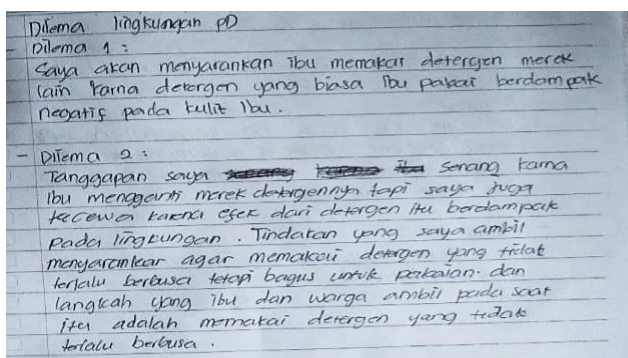 Dilema lingkungan PD
- Dilema 1 :
Saya akan menyarankan ibu memakai detergen merek
lain karna detergen yang biasa ibu pakai berdampak
negatif pada kulit ibu.
- Dilema 2 :
Tanggapan saya senang karna
ibu mengganti merek detergennya tapi saya juga
kecewa karna efek dari detergen itu berdampak
pada lingkungan. Tindakan yang saya ambil
menyarankan agar memakai detergen yang tidak
terlalu berbusa tetapi bagus untuk pakaian. dan
langkah yang ibu dan warga ambil pada saat
itu adalah memakai detergen yang tidak
terlalu berbusa.